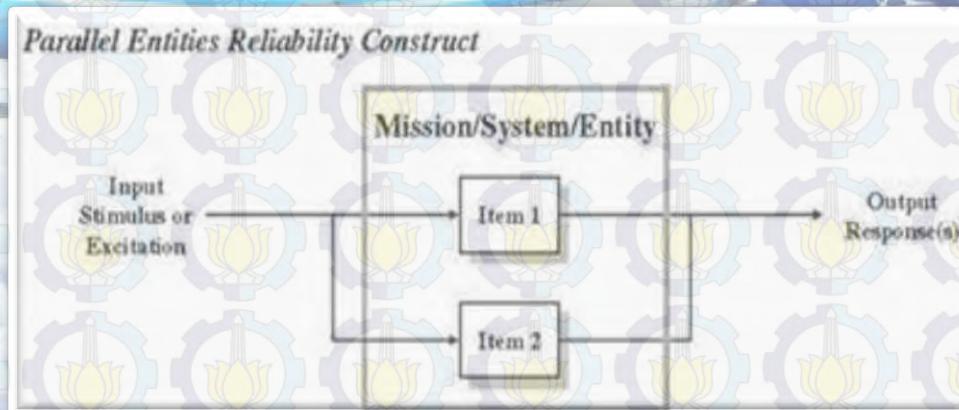 Parallel Entities Reliability Construct
Mission/System/Entity
Input
Stimulus or
Excitation
Item 1
Output
Response(s)
Item 2